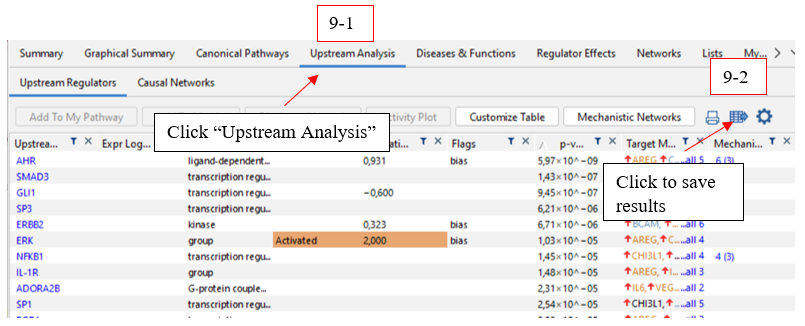 9-1
Summary Graphical Summary Canonical Pathways Upstream Analysis Diseases & Functions Regulator Effects Networks Lists My...
9-2
Upstream Regulators Causal Networks
Add To My Pathway tivity Plot Customize Table Mechanistic Networks
Click “Upstream Analysis”
Upstrea... Expr Log... ati... Flags p-v... Target M... Mechani...
AHR ligand-dependent... 0,931 bias 5,97×10^−09 AREG, C... ...all 5 6 (3)
SMAD3 transcription regu... 1,43×10^−07
GLI1 transcription regu... −0,600 9,45×10^−07
SP3 transcription regu... 6,21×10^−06
Click to save
results
ERBB2 kinase 0,323 bias 6,71×10^−06 BCAM, ... ...all 6
ERK group Activated 2,000 bias 1,03×10^−05 AREG, C... ...all 4
NFKB1 transcription regu... 1,45×10^−05 CHI3L1, ... ...all 4 4 (3)
IL-1R group 1,48×10^−05 AREG, I... ...all 3
ADORA2B G-protein couple... 2,31×10^−05 IL6, VEG... ...all 2
SP1 transcription regu... 2,54×10^−05 CHI3L1, ... ...all 5